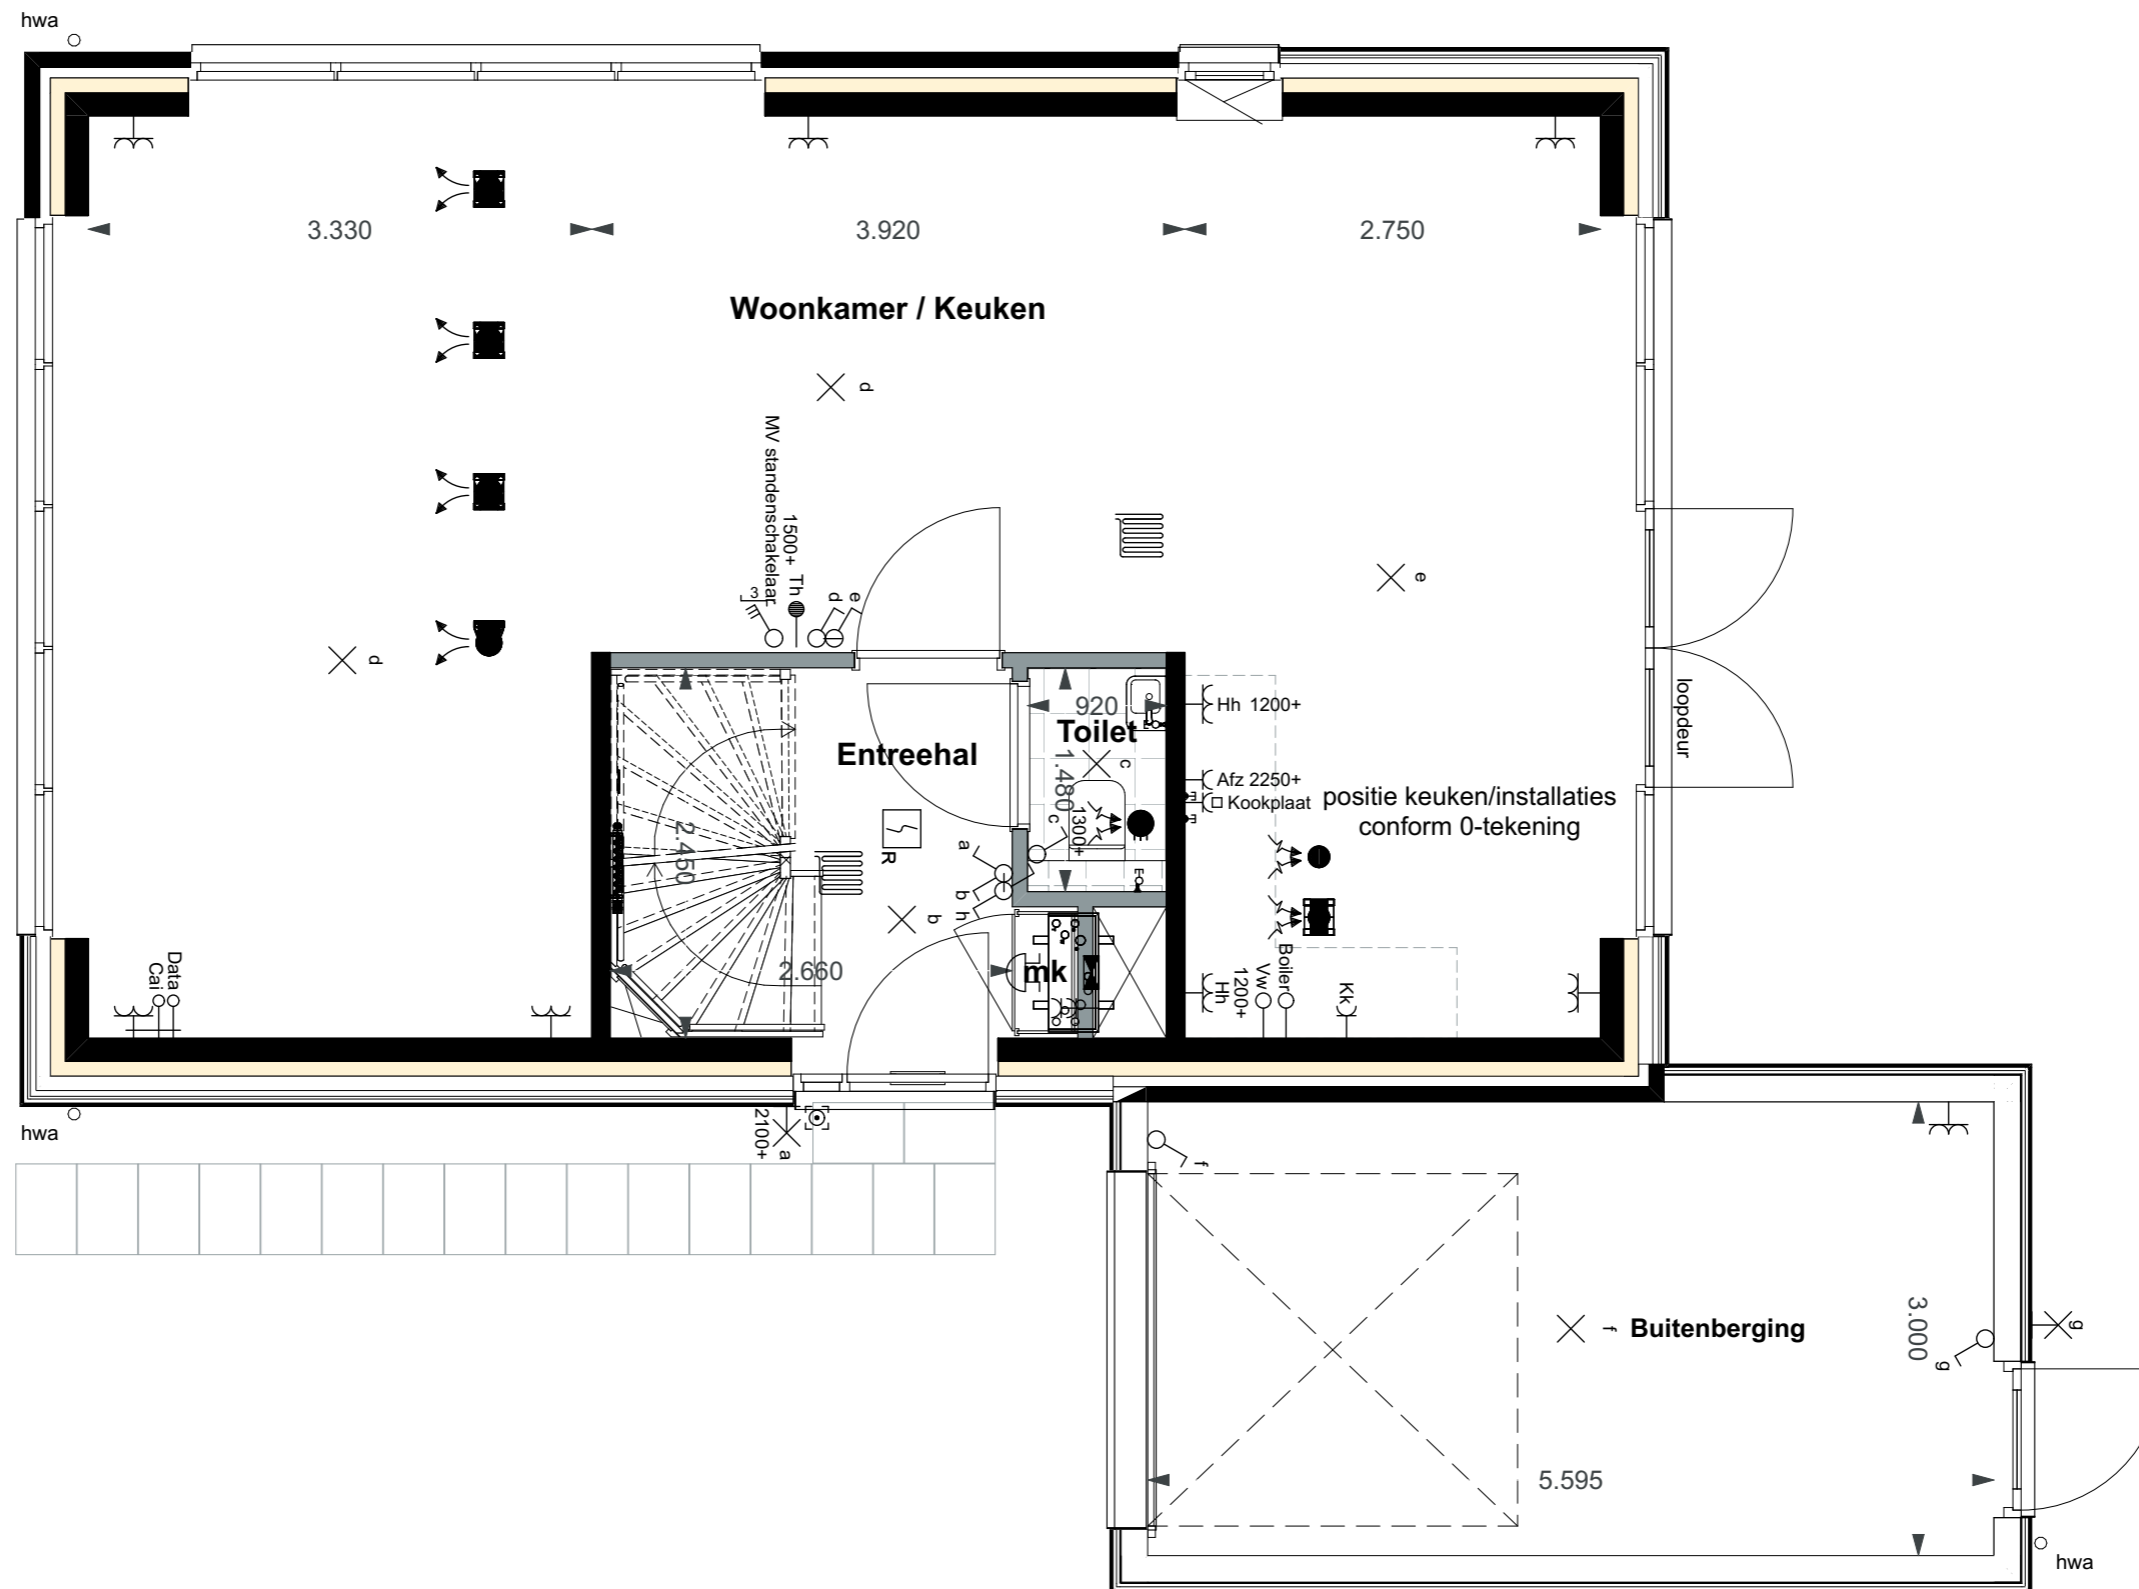 hwa
3.330
3.920
2.750
Woonkamer / Keuken
d
MV standenschakelaar
1500+
Th
3
d
e
e
d
loopdeur
920
Toilet
Hh 1200+
Entreehal
c
1.480
Afz 2250+
Kookplaat
positie keuken/installaties
conform 0-tekening
2.450
R
c
1300+
a
b
h
b
2.660
mk
Data
Cai
Hh
1200+
Vw
Boiler
Kk
hwa
2100+
a
f
f
Buitenberging
3.000
g
g
5.595
hwa